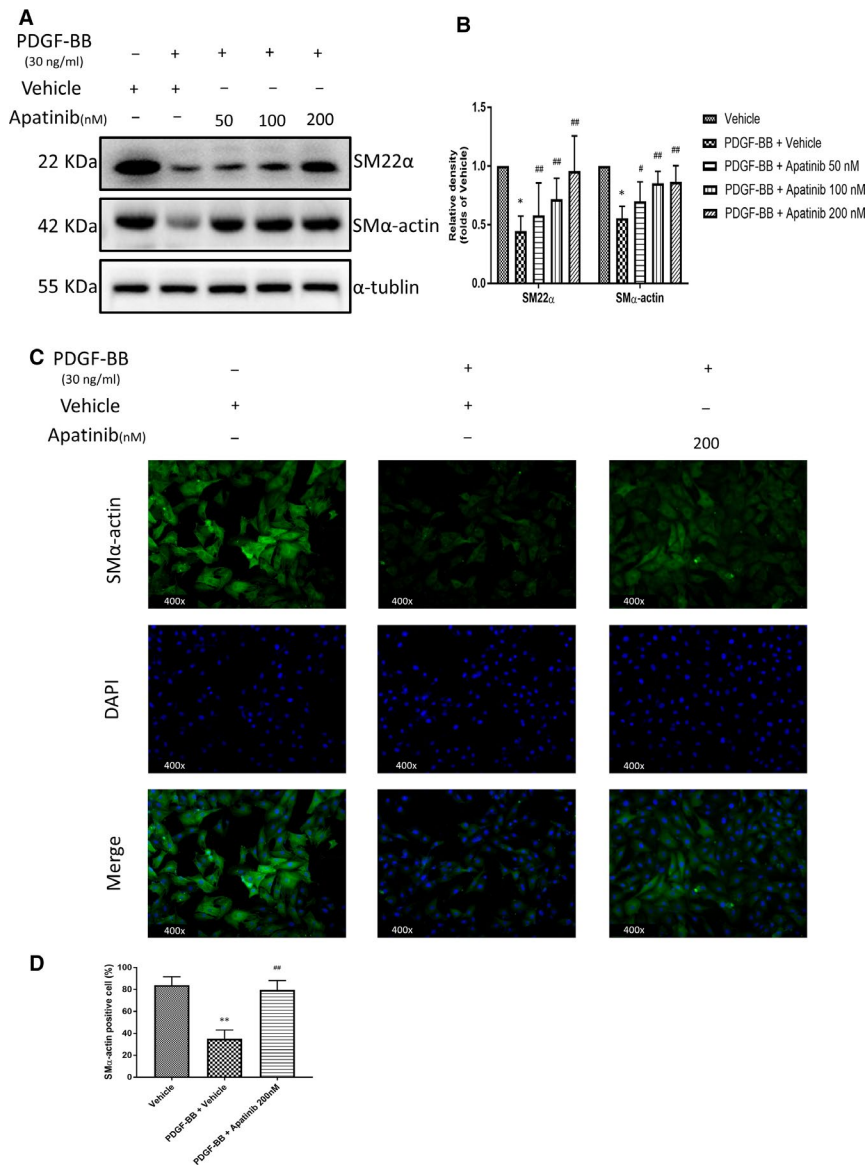 A
PDGF-BB – + + + +
(30 ng/ml)
Vehicle + + – – –
Apatinib(nM) – – 50 100 200
22 KDa SM22α
42 KDa SMα-actin
55 KDa α-tublin
B
Relative density
(folds of Vehicle)
1.5
1.0
0.5
0.0
* ## ## ##
* # ## ##
SM22α SMα-actin
Vehicle
PDGF-BB + Vehicle
PDGF-BB + Apatinib 50 nM
PDGF-BB + Apatinib 100 nM
PDGF-BB + Apatinib 200 nM
C
PDGF-BB – + +
(30 ng/ml)
Vehicle + + –
Apatinib(nM) – – 200
SMα-actin
400x 400x 400x
DAPI
400x 400x 400x
Merge
400x 400x 400x
D
SMα-actin positive cell (%)
100
80
60
40
20
0
** ##
Vehicle
PDGF-BB + Vehicle
PDGF-BB + Apatinib 200nM